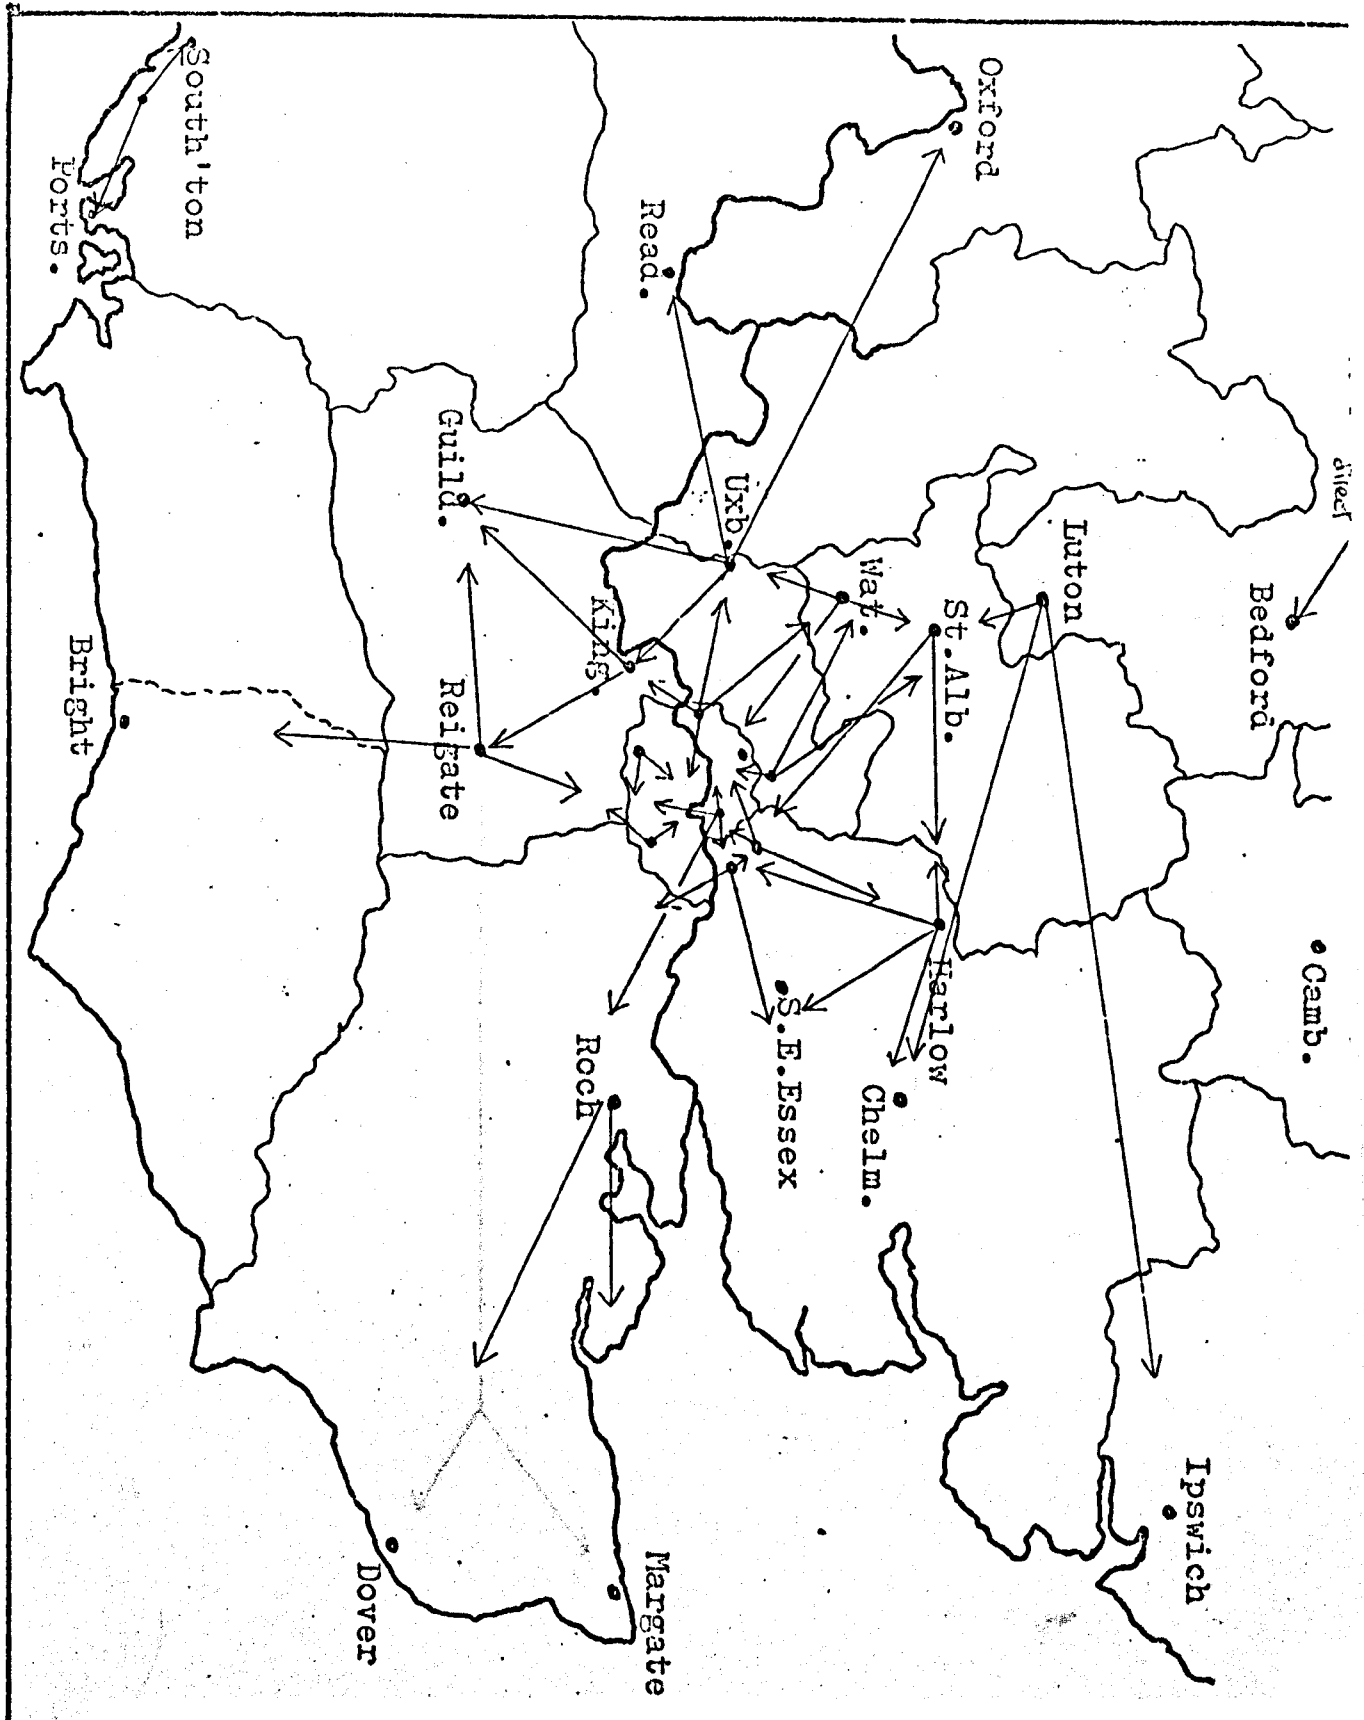 direct
Bedford
Camb.
Oxford
Luton
St.Alb.
Harlow
Ipswich
Wat.
Chelm.
Uxb.
S.E.Essex
Read.
King.
Roch
Margate
Guild.
Reigate
South'ton
Ports.
Bright
Dover